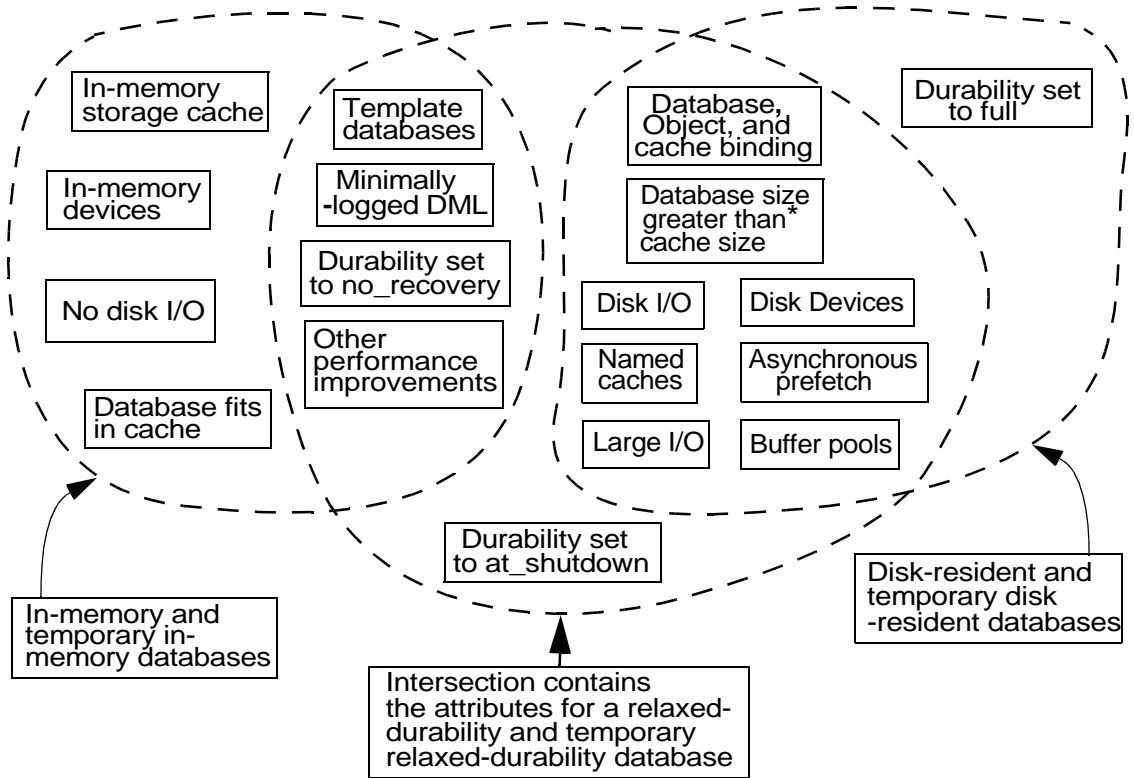 In-memory
storage cache
Template
databases
Database,
Object, and
cache binding
Durability set
to full
In-memory
devices
Minimally
-logged DML
Database size
greater than*
cache size
Durability set
to no_recovery
No disk I/O
Disk I/O
Disk Devices
Other
performance
improvements
Named
caches
Asynchronous
prefetch
Database fits
in cache
Large I/O
Buffer pools
Durability set
to at_shutdown
In-memory and
temporary in-
memory databases
Disk-resident and
temporary disk
-resident databases
Intersection contains
the attributes for a relaxed-
durability and temporary
relaxed-durability database